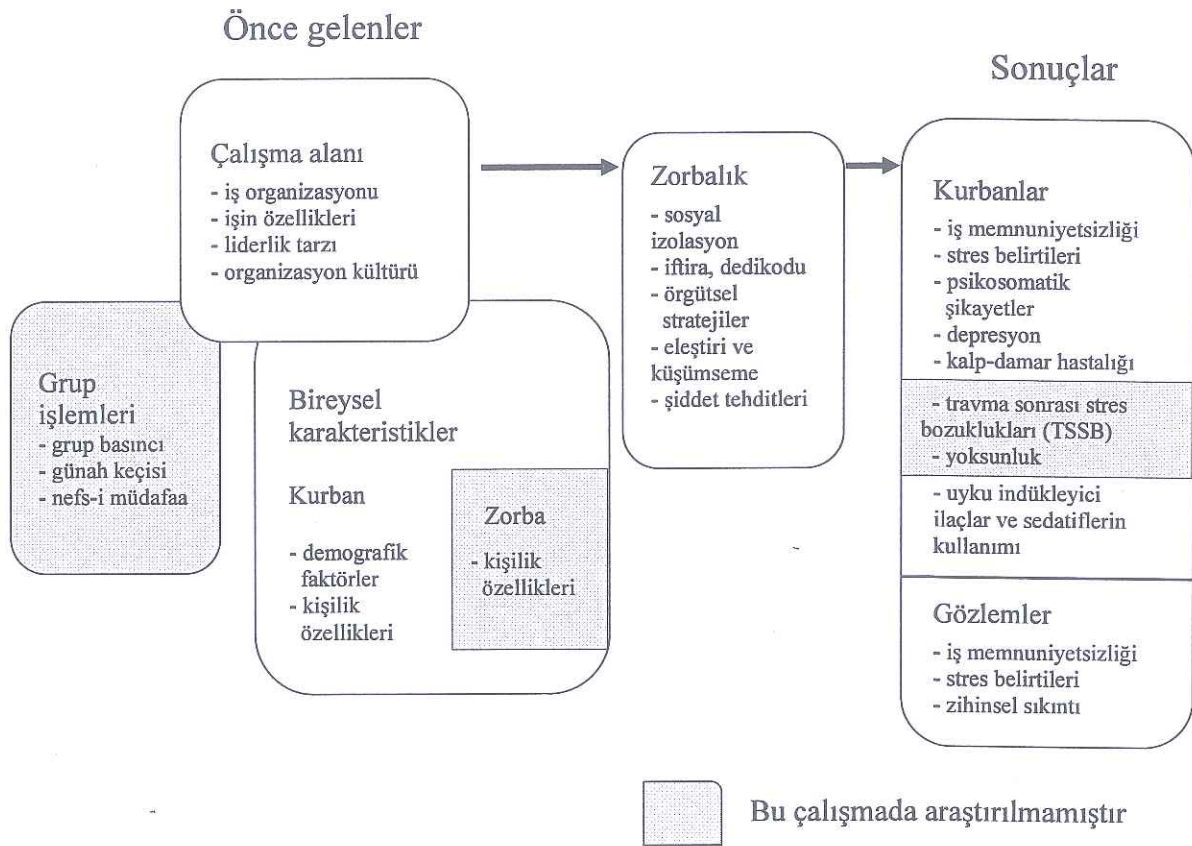 Önce gelenler
Çalışma alanı
- iş organizasyonu
- işin özellikleri
- liderlik tarzı
- organizasyon kültürü
Grup
işlemleri
- grup basıncı
- günah keçisi
- nefs-i müdafaa
Bireysel
karakteristikler
Kurban
- demografik
faktörler
- kişilik
özellikleri
Zorba
- kişilik
özellikleri
Zorbalık
- sosyal
izolasyon
- iftira, dedikodu
- örgütsel
stratejiler
- eleştiri ve
küşümseme
- şiddet tehditleri
Sonuçlar
Kurbanlar
- iş memnuniyetsizliği
- stres belirtileri
- psikosomatik
şikayetler
- depresyon
- kalp-damar hastalığı
- travma sonrası stres
bozuklukları (TSSB)
- yoksunluk
- uyku indükleyici
ilaçlar ve sedatiflerin
kullanımı
Gözlemler
- iş memnuniyetsizliği
- stres belirtileri
- zihinsel sıkıntı
Bu çalışmada araştırılmamıştır